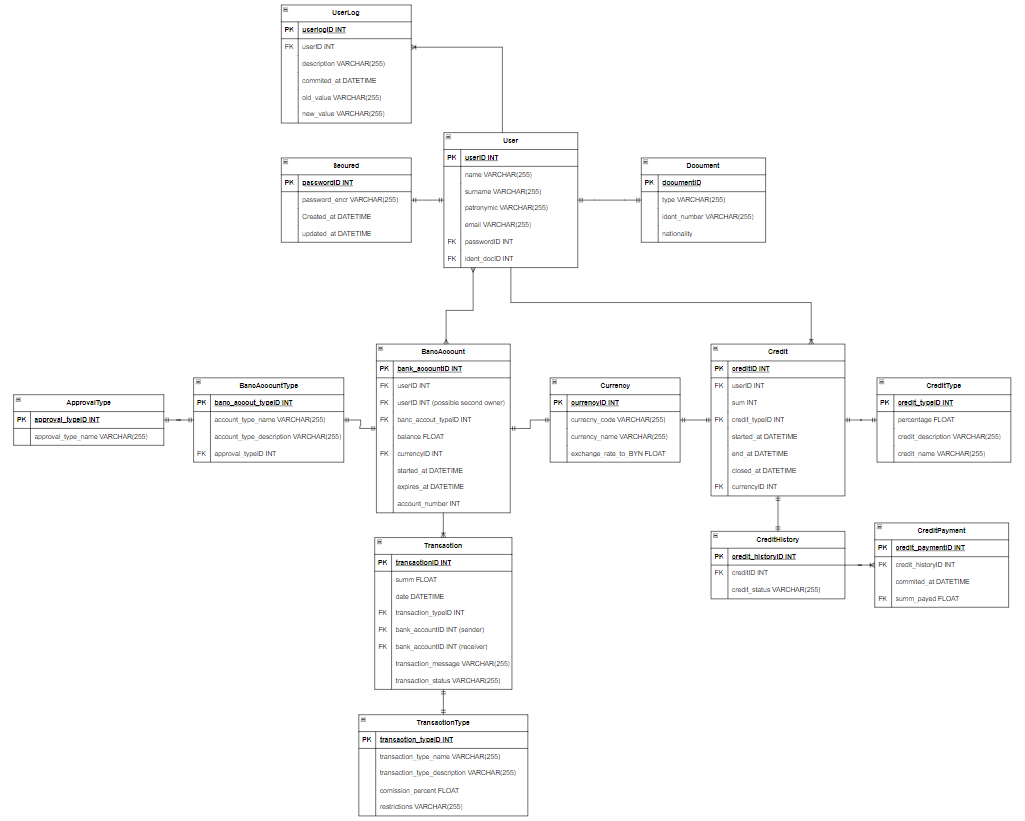 UserLog
PK userlogID INT
FK userID INT
description VARCHAR(255)
commited_at DATETIME
old_value VARCHAR(255)
new_value VARCHAR(255)
User
PK userID INT
name VARCHAR(255)
surname VARCHAR(255)
patronymic VARCHAR(255)
email VARCHAR(255)
FK passwordID INT
FK ident_docID INT
Secured
PK passwordID INT
password_encr VARCHAR(255)
Created_at DATETIME
updated_at DATETIME
Document
PK documentID
type VARCHAR(255)
ident_number VARCHAR(255)
nationality
BancAccount
PK bank_accountID INT
FK userID INT
FK userID INT (possible second owner)
FK banc_accout_typeID INT
balance FLOAT
FK currencyID INT
started_at DATETIME
expires_at DATETIME
account_number INT
Credit
PK creditID INT
FK userID INT
sum INT
FK credit_typeID INT
started_at DATETIME
end_at DATETIME
closed_at DATETIME
FK currencyID INT
ApprovalType
PK approval_typeID INT
approval_type_name VARCHAR(255)
BancAccountType
PK banc_accout_typeID INT
account_type_name VARCHAR(255)
account_type_description VARCHAR(255)
FK approval_typeID INT
Currency
PK currencyID INT
currecny_code VARCHAR(255)
currency_name VARCHAR(255)
exchange_rate_to_BYN FLOAT
CreditType
PK credit_typeID INT
percentage FLOAT
credit_description VARCHAR(255)
credit_name VARCHAR(255)
Transaction
PK transactionID INT
summ FLOAT
date DATETIME
FK transaction_typeID INT
FK bank_accountID INT (sender)
FK bank_accountID INT (receiver)
transaction_message VARCHAR(255)
transaction_status VARCHAR(255)
CreditHistory
PK credit_historyID INT
FK creditID INT
credit_status VARCHAR(255)
CreditPayment
PK credit_paymentID INT
FK credit_historyID INT
commited_at DATETIME
FK summ_payed FLOAT
TransactionType
PK transaction_typeID INT
transaction_type_name VARCHAR(255)
transaction_type_description VARCHAR(255)
comission_percent FLOAT
restrictions VARCHAR(255)